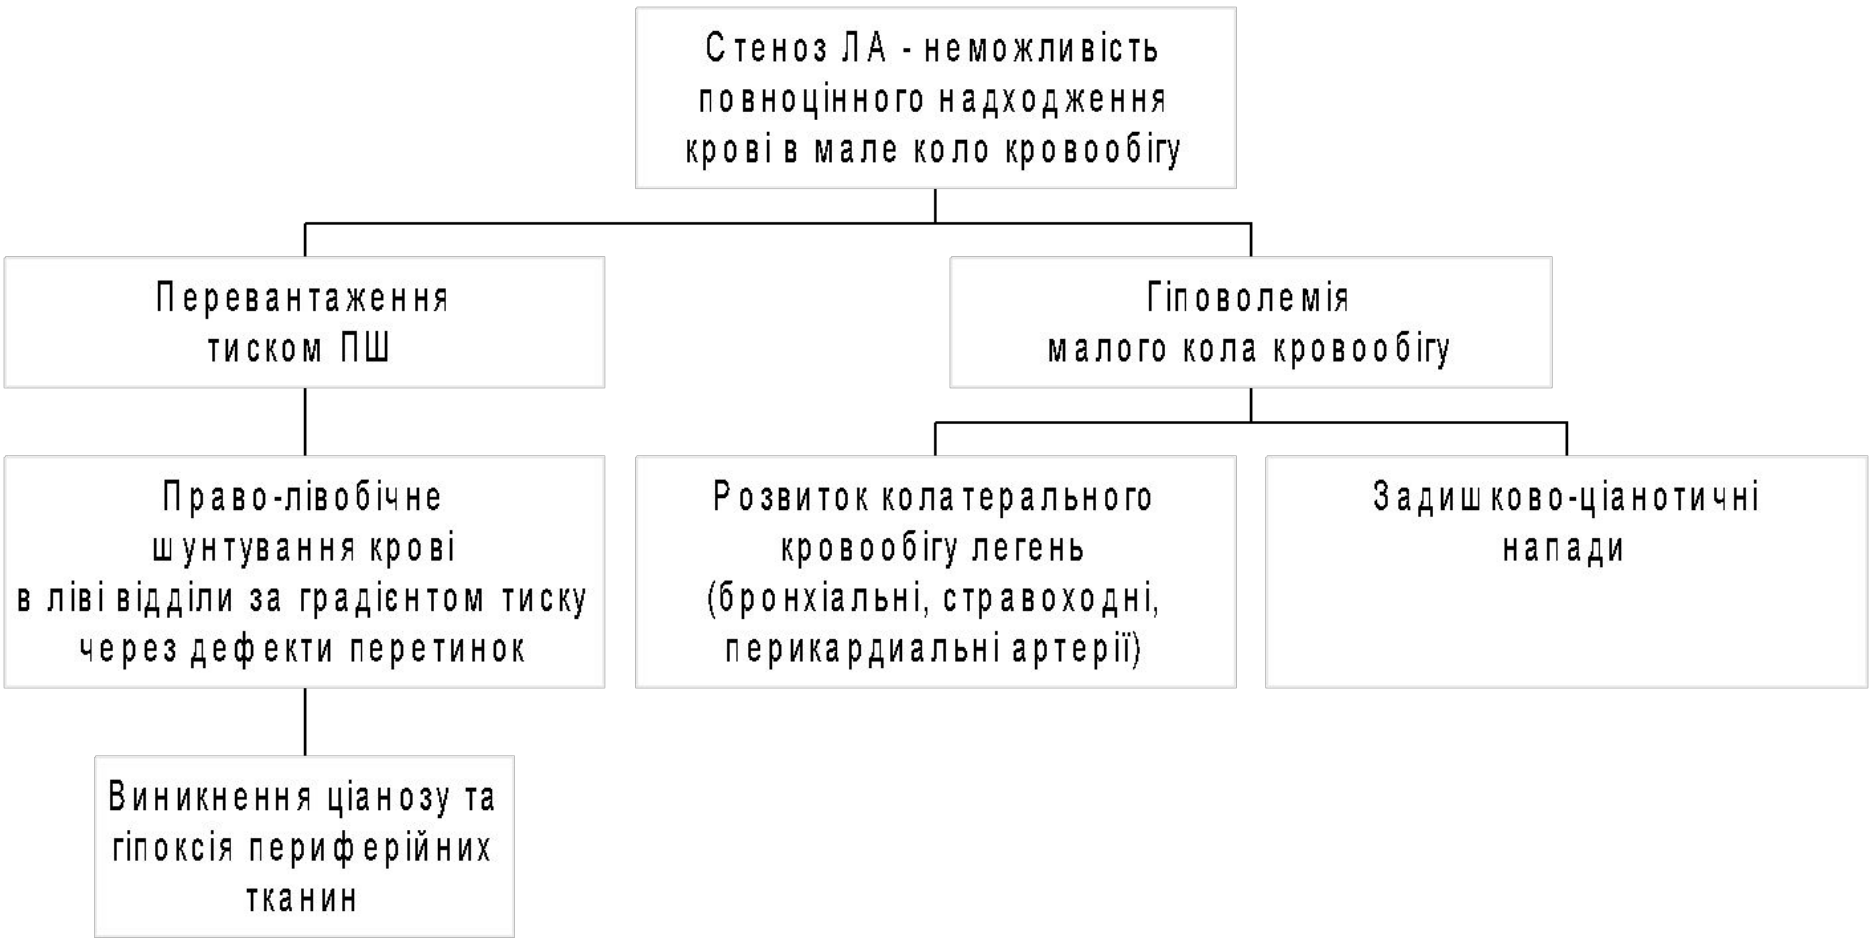 Стеноз ЛА - неможливість
повноцінного надходження
крові в мале коло кровообігу
Перевантаження
тиском ПШ
Гіповолемія
малого кола кровообігу
Право-лівобічне
шунтування крові
в ліві відділи за градієнтом тиску
через дефекти перетинок
Розвиток колатерального
кровообігу легень
(бронхіальні, стравоходні,
перикардиальні артерії)
Задишково-ціанотичні
напади
Виникнення ціанозу та
гіпоксія периферійних
тканин